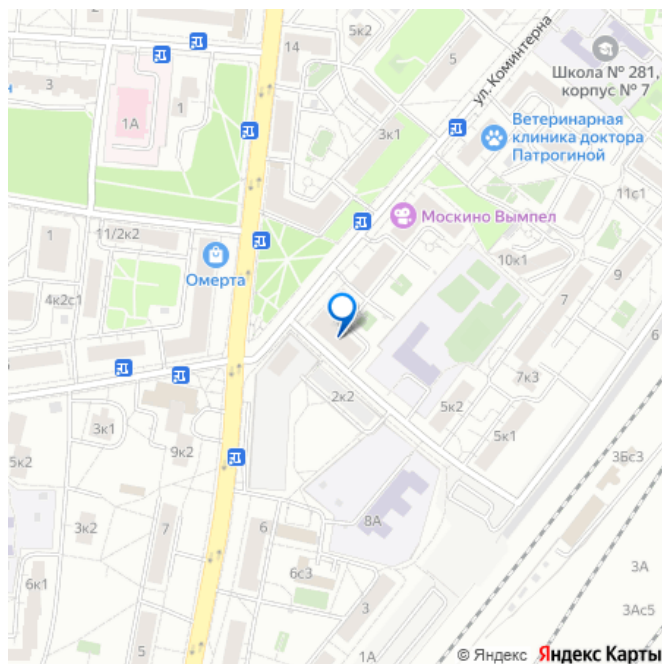 5к2
14
5
ул. Коминтерна
Школа № 281,
корпус № 7
н
3
1
1А
3к1
Ветеринарная
клиника доктора
Патрогиной
11с1
Москино Вымпел
1
11/2к2
Омерта
10к1
9
4к2с1
7
6
7к3
2к2
5к2
3к1
5к1
9к2
5к2
3Бс3
3к2
7
6
8А
6с3
3А
6к1
3
3Ас5
5
1А
© Яндекс Яндекс Карты